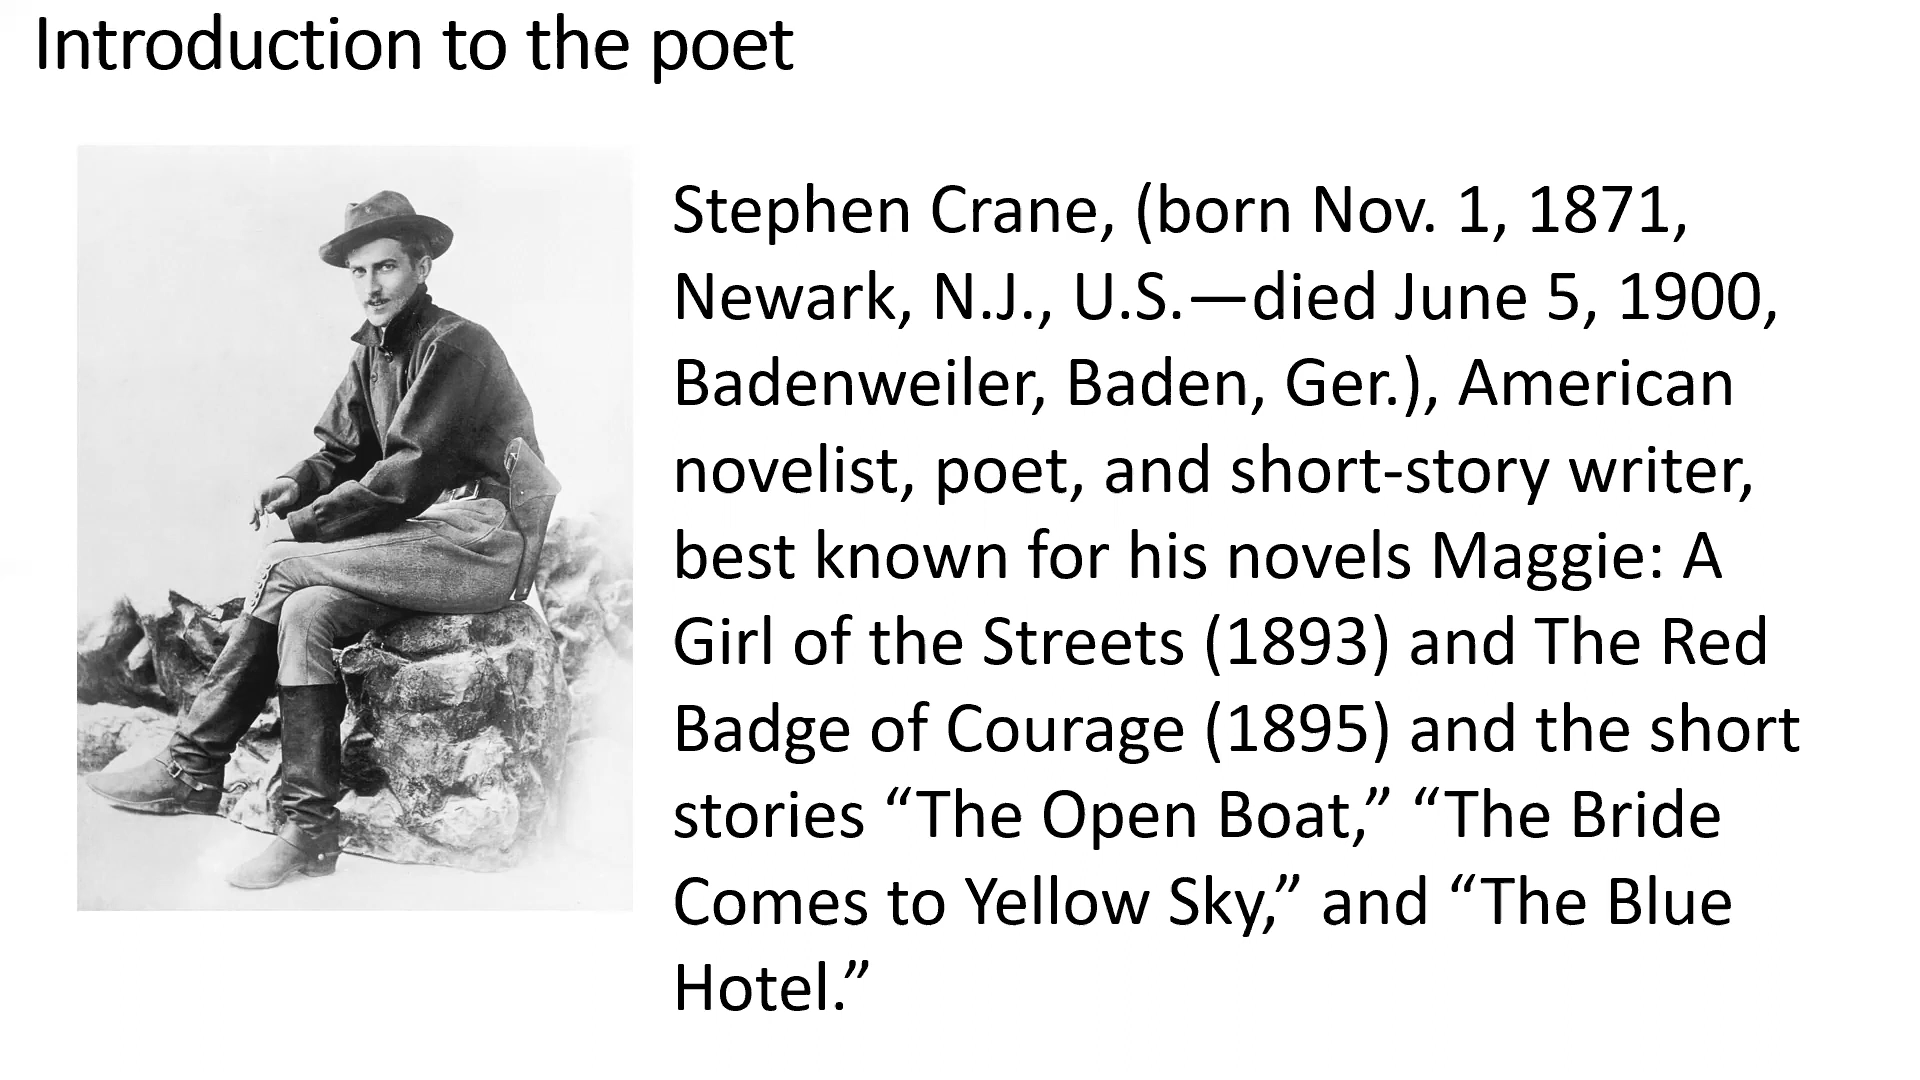 Introduction to the poet
Stephen Crane, (born Nov. 1, 1871,
Newark, N.J., U.S.—died June 5, 1900,
Badenweiler, Baden, Ger.), American
novelist, poet, and short-story writer,
best known for his novels Maggie: A
Girl of the Streets (1893) and The Red
Badge of Courage (1895) and the short
stories “The Open Boat,” “The Bride
Comes to Yellow Sky,” and “The Blue
Hotel.”